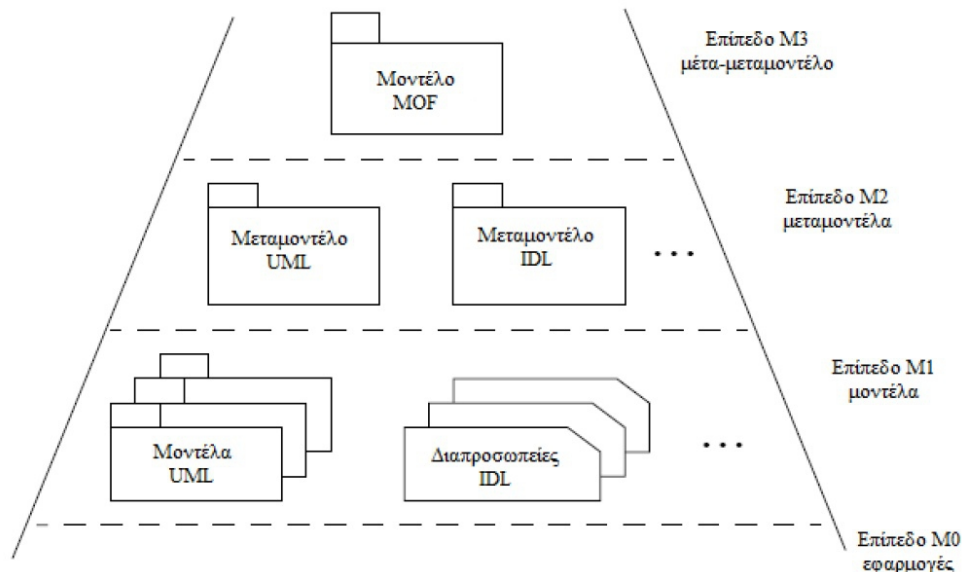 Επίπεδο M3
μέτα-μεταμοντέλο
Μοντέλο
MOF
Επίπεδο M2
μεταμοντέλα
Μεταμοντέλο
UML
Μεταμοντέλο
IDL
...
Επίπεδο M1
μοντέλα
Μοντέλα
UML
Διαπροσωπείες
IDL
...
Επίπεδο M0
εφαρμογές